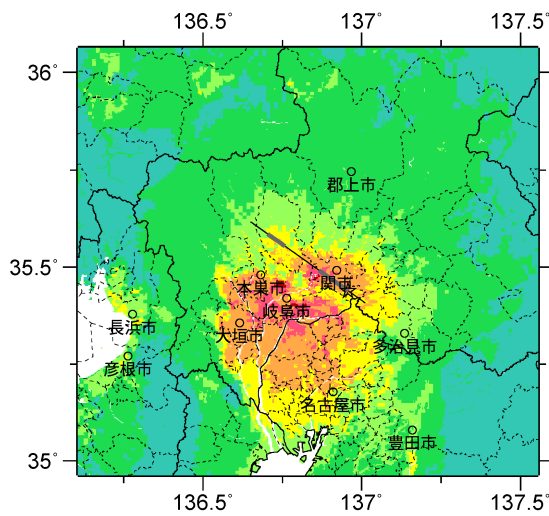 136.5° 137° 137.5°
36°
郡上市
35.5°
本巣市 関市
岐阜市
長浜市 大垣市
多治見市
彦根市
名古屋市
豊田市
35°
136.5° 137° 137.5°